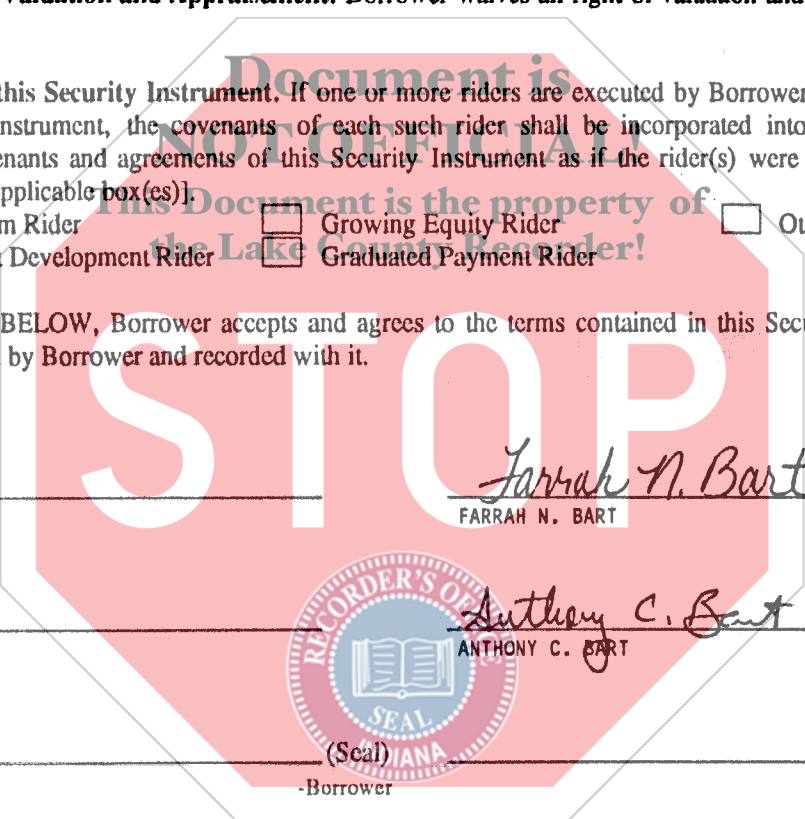 Valuation and Appraisement. Borrower waives all right of valuation and
Document is
this Security Instrument. If one or more riders are executed by Borrower
NOT OFFICIAL!
nstrument, the covenants of each such rider shall be incorporated into
enants and agreements of this Security Instrument as if the rider(s) were
pplicable box(es)].
This Document is the property of
m Rider Growing Equity Rider Ot
the Lake County Recorder!
Development Rider Graduated Payment Rider
BELOW, Borrower accepts and agrees to the terms contained in this Secu
by Borrower and recorded with it.
STOP
Farrah N. Bart
FARRAH N. BART
Anthony C. Bart
ANTHONY C. BART
RECORDER'S OFFICE
SEAL
INDIANA
(Seal)
-Borrower